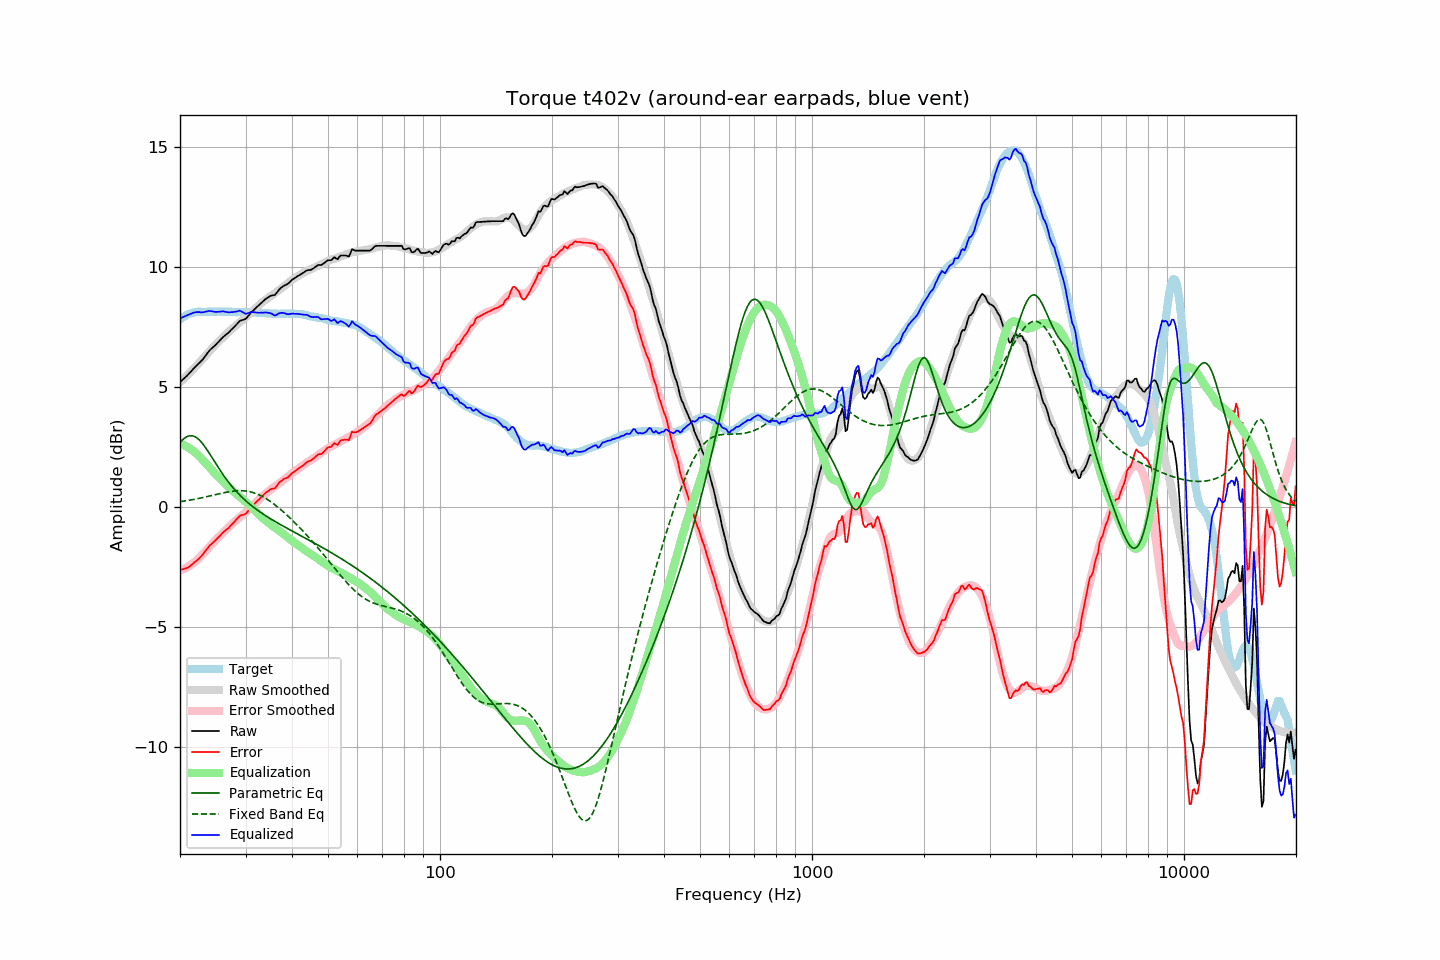 Torque t402v (around-ear earpads, blue vent)
15
10
5
0
−5
−10
Amplitude (dBr)
Target
Raw Smoothed
Error Smoothed
Raw
Error
Equalization
Parametric Eq
Fixed Band Eq
Equalized
100
1000
10000
Frequency (Hz)